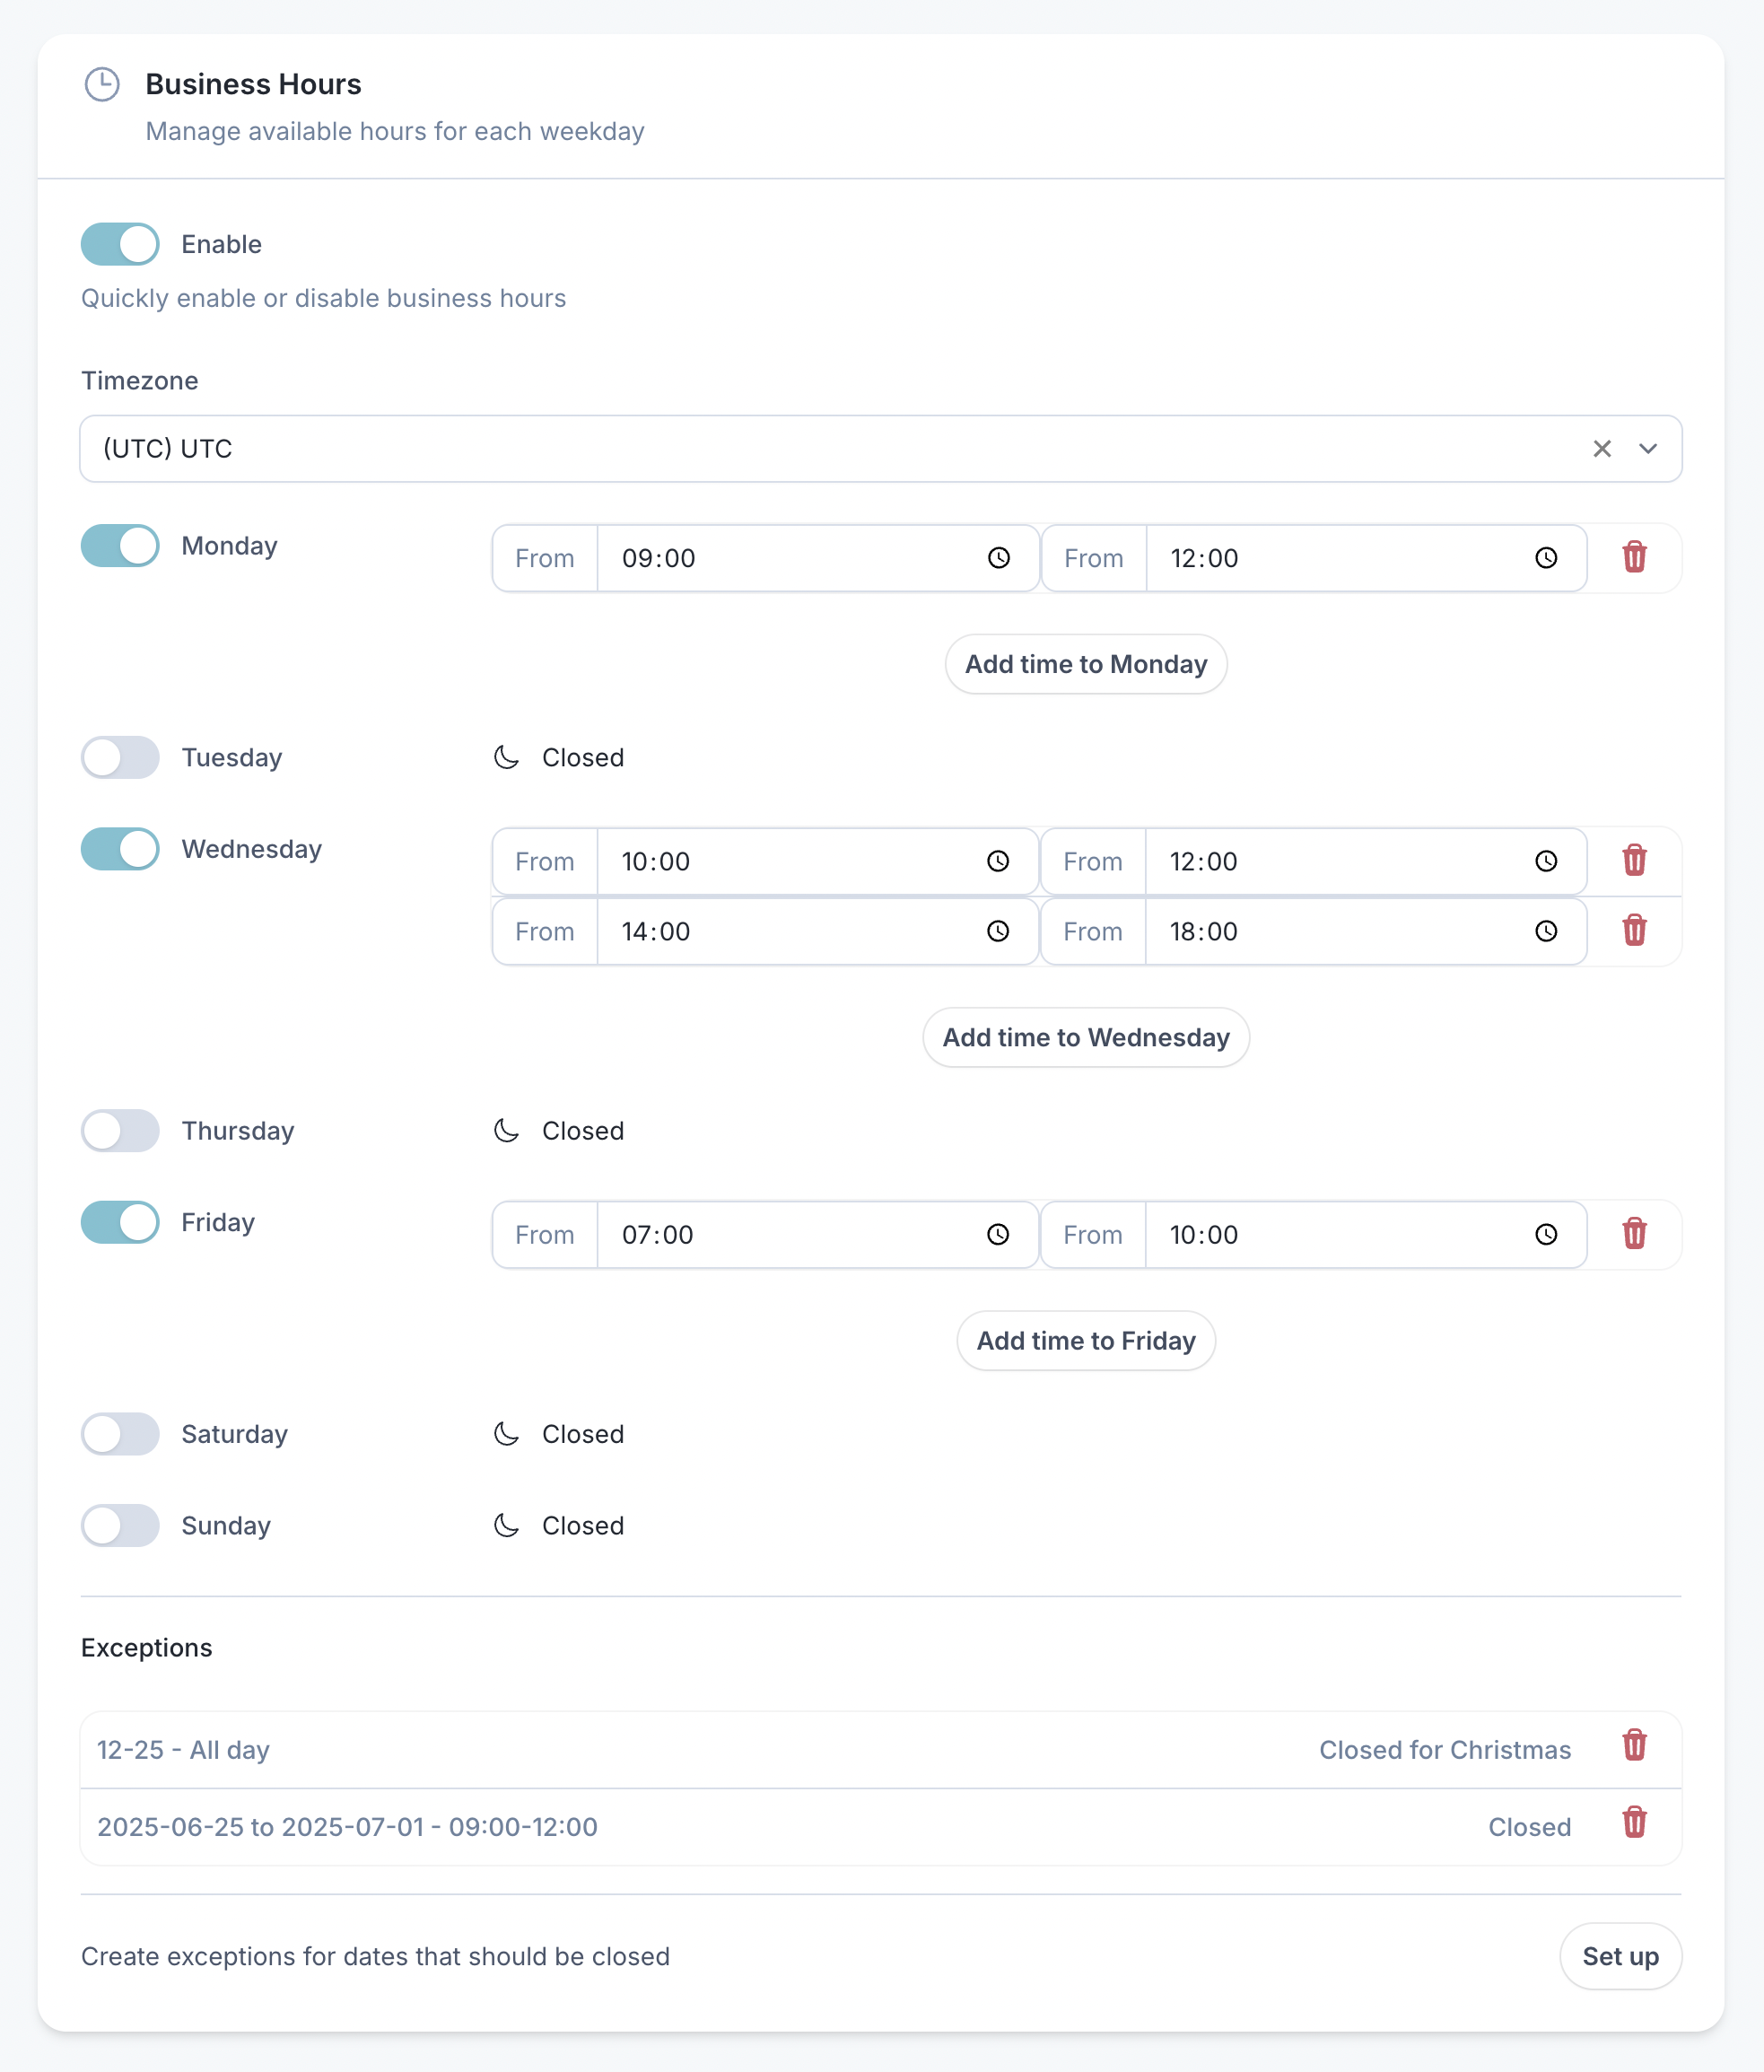 Business Hours
Manage available hours for each weekday
Enable
Quickly enable or disable business hours
Timezone
(UTC) UTC
Monday From 09:00 From 12:00
Add time to Monday
Tuesday Closed
Wednesday From 10:00 From 12:00
From 14:00 From 18:00
Add time to Wednesday
Thursday Closed
Friday From 07:00 From 10:00
Add time to Friday
Saturday Closed
Sunday Closed
Exceptions
12-25 - All day Closed for Christmas
2025-06-25 to 2025-07-01 - 09:00-12:00 Closed
Create exceptions for dates that should be closed Set up